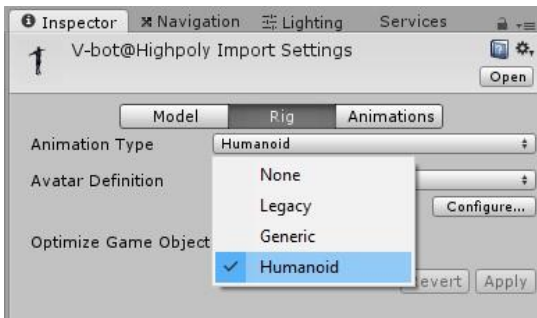 Inspector Navigation Lighting Services
V-bot@Highpoly Import Settings
Open
Model Rig Animations
Animation Type Humanoid
None
Avatar Definition
Legacy
Configure...
Generic
Optimize Game Object
Humanoid
Revert Apply